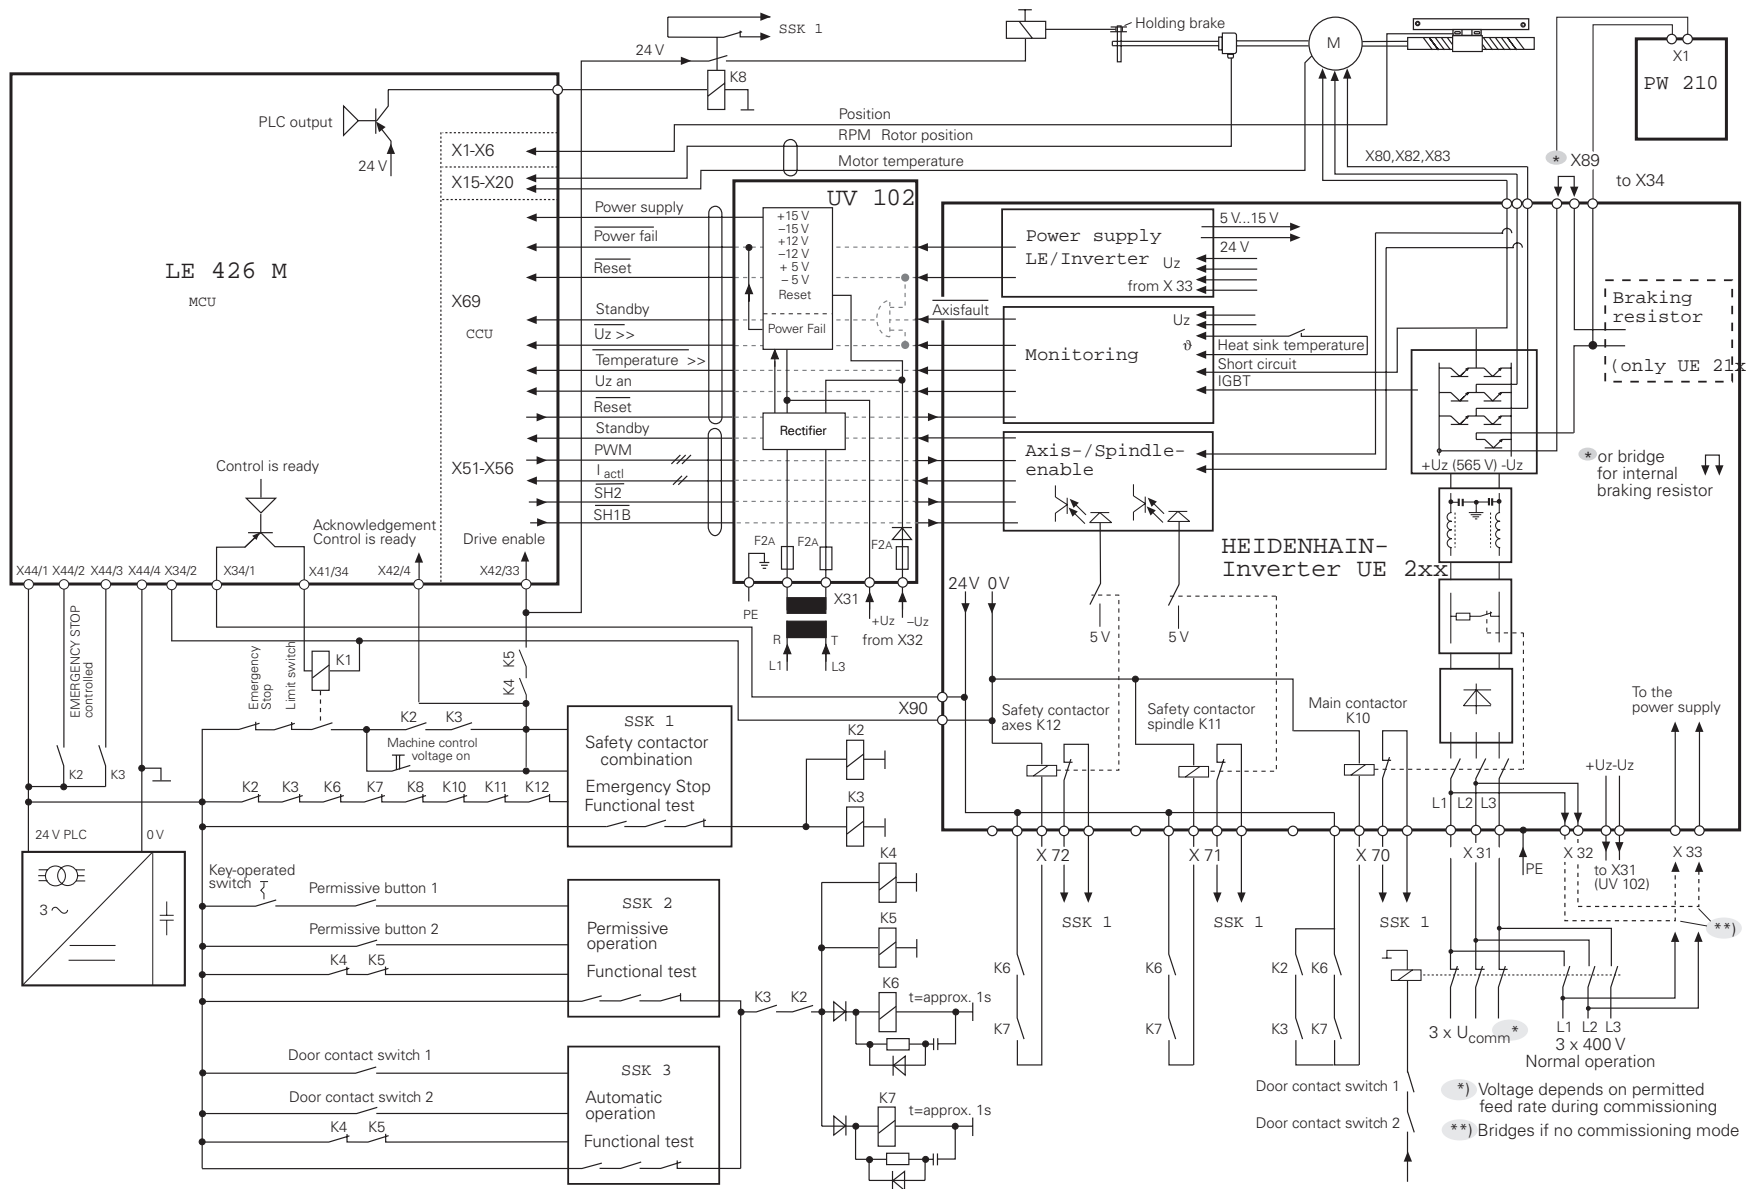 SSK 1
Holding brake
24 V
M
X1
PW 210
K8
PLC output
24 V
Position
RPM Rotor position
Motor temperature
X1-X6
X15-X20
X80,X82,X83
* X89
to X34
LE 426 M
MCU
X69
CCU
X51-X56
Power supply
Power fail
Reset
Standby
Uz >>
Temperature >>
Uz an
Reset
Standby
PWM
I actl
SH2
SH1B
UV 102
+15 V
–15 V
+12 V
–12 V
+ 5 V
– 5 V
Reset
Power Fail
Rectifier
F2A
F2A
F2A
Axisfault
Power supply
LE/Inverter
5 V...15 V
24 V
Uz
from X 33
Monitoring
Uz
ϑ
Heat sink temperature
Short circuit
IGBT
Axis-/Spindle-
enable
Braking
resistor
(only UE 21x
+Uz (565 V) -Uz
* or bridge
for internal
braking resistor
HEIDENHAIN-
Inverter UE 2xx
Control is ready
Acknowledgement
Control is ready
Drive enable
X44/1 X44/2 X44/3 X44/4 X34/2 X34/1 X41/34 X42/4 X42/33
PE
X31
R
T
L1
L3
+Uz
–Uz
from X32
24V 0V
5 V
5 V
EMERGENCY STOP
controlled
K2
K3
Emergency
Stop
Limit switch
K1
K5
K4
K2 K3
Machine control
voltage on
K2 K3 K6 K7 K8 K10 K11 K12
SSK 1
Safety contactor
combination
Emergency Stop
Functional test
K2
K3
X90
Safety contactor
axes K12
Safety contactor
spindle K11
Main contactor
K10
To the
power supply
+Uz-Uz
L1 L2 L3
24 V PLC
0 V
3 ~
Key-operated
switch
Permissive button 1
Permissive button 2
K4 K5
SSK 2
Permissive
operation
Functional test
K4
K5
K6
t=approx. 1s
K3 K2
Door contact switch 1
Door contact switch 2
K4 K5
SSK 3
Automatic
operation
Functional test
K7
t=approx. 1s
X 72
X 71
X 70
X 31
PE
X 32
to X31
(UV 102)
X 33
SSK 1
SSK 1
SSK 1
**)
K6
K7
K6
K7
K2 K6
K3 K7
3 x Ucomm *
L1 L2 L3
3 x 400 V
Normal operation
Door contact switch 1
Door contact switch 2
*) Voltage depends on permitted
feed rate during commissioning
**) Bridges if no commissioning mode